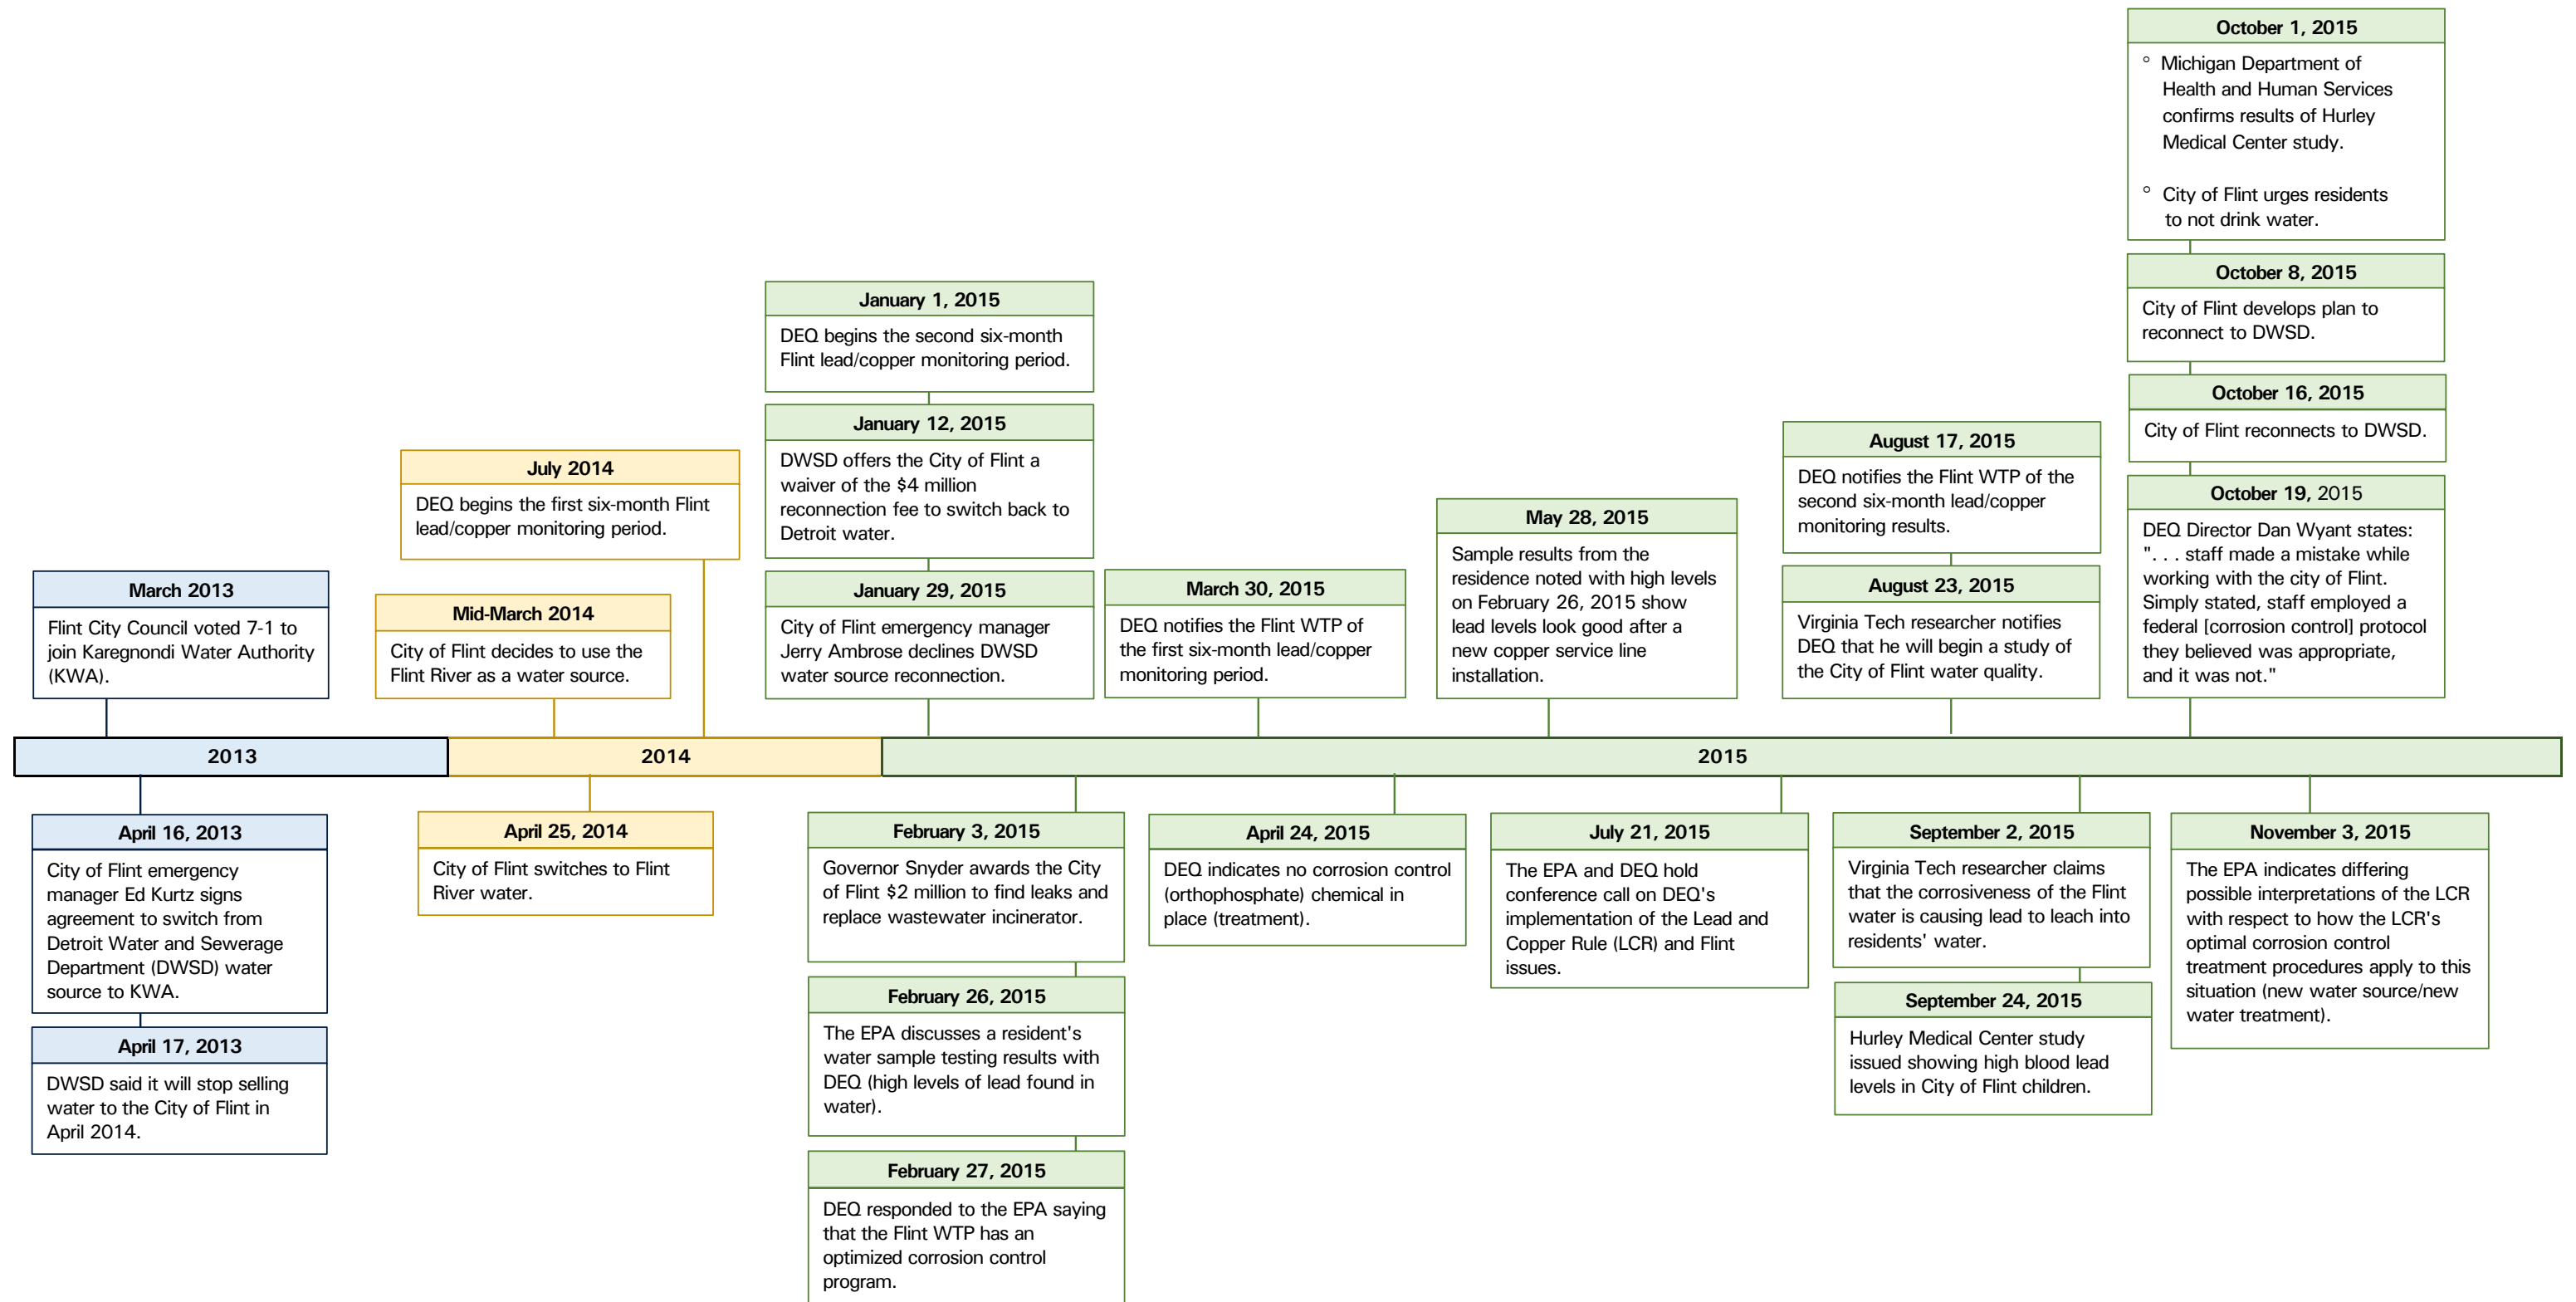 March 2013
Flint City Council voted 7-1 to
join Karegnondi Water Authority
(KWA).
Mid-March 2014
City of Flint decides to use the
Flint River as a water source.
July 2014
DEQ begins the first six-month Flint
lead/copper monitoring period.
January 1, 2015
DEQ begins the second six-month
Flint lead/copper monitoring period.
January 12, 2015
DWSD offers the City of Flint a
waiver of the $4 million
reconnection fee to switch back to
Detroit water.
January 29, 2015
City of Flint emergency manager
Jerry Ambrose declines DWSD
water source reconnection.
March 30, 2015
DEQ notifies the Flint WTP of
the first six-month lead/copper
monitoring period.
May 28, 2015
Sample results from the
residence noted with high levels
on February 26, 2015 show
lead levels look good after a
new copper service line
installation.
August 17, 2015
DEQ notifies the Flint WTP of the
second six-month lead/copper
monitoring results.
August 23, 2015
Virginia Tech researcher notifies
DEQ that he will begin a study of
the City of Flint water quality.
October 1, 2015
° Michigan Department of
Health and Human Services
confirms results of Hurley
Medical Center study.
° City of Flint urges residents
to not drink water.
October 8, 2015
City of Flint develops plan to
reconnect to DWSD.
October 16, 2015
City of Flint reconnects to DWSD.
October 19, 2015
DEQ Director Dan Wyant states:
". . . staff made a mistake while
working with the city of Flint.
Simply stated, staff employed a
federal [corrosion control] protocol
they believed was appropriate,
and it was not."
2013
2014
2015
April 16, 2013
City of Flint emergency
manager Ed Kurtz signs
agreement to switch from
Detroit Water and Sewerage
Department (DWSD) water
source to KWA.
April 17, 2013
DWSD said it will stop selling
water to the City of Flint in
April 2014.
April 25, 2014
City of Flint switches to Flint
River water.
February 3, 2015
Governor Snyder awards the City
of Flint $2 million to find leaks and
replace wastewater incinerator.
February 26, 2015
The EPA discusses a resident's
water sample testing results with
DEQ (high levels of lead found in
water).
February 27, 2015
DEQ responded to the EPA saying
that the Flint WTP has an
optimized corrosion control
program.
April 24, 2015
DEQ indicates no corrosion control
(orthophosphate) chemical in
place (treatment).
July 21, 2015
The EPA and DEQ hold
conference call on DEQ's
implementation of the Lead and
Copper Rule (LCR) and Flint
issues.
September 2, 2015
Virginia Tech researcher claims
that the corrosiveness of the Flint
water is causing lead to leach into
residents' water.
September 24, 2015
Hurley Medical Center study
issued showing high blood lead
levels in City of Flint children.
November 3, 2015
The EPA indicates differing
possible interpretations of the LCR
with respect to how the LCR's
optimal corrosion control
treatment procedures apply to this
situation (new water source/new
water treatment).